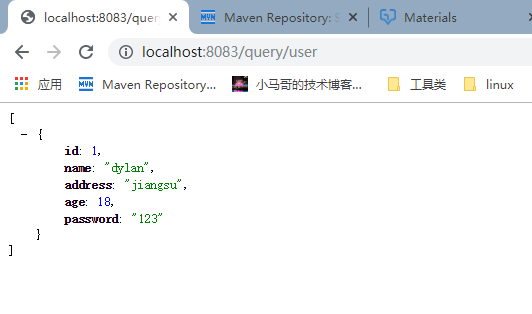 localhost:8083/quer
Maven Repository: S
Materials
localhost:8083/query/user
应用
MVN Maven Repository...
小马哥的技术博客...
工具类
linux
[
- {
id: 1,
name: "dylan",
address: "jiangsu",
age: 18,
password: "123"
}
]